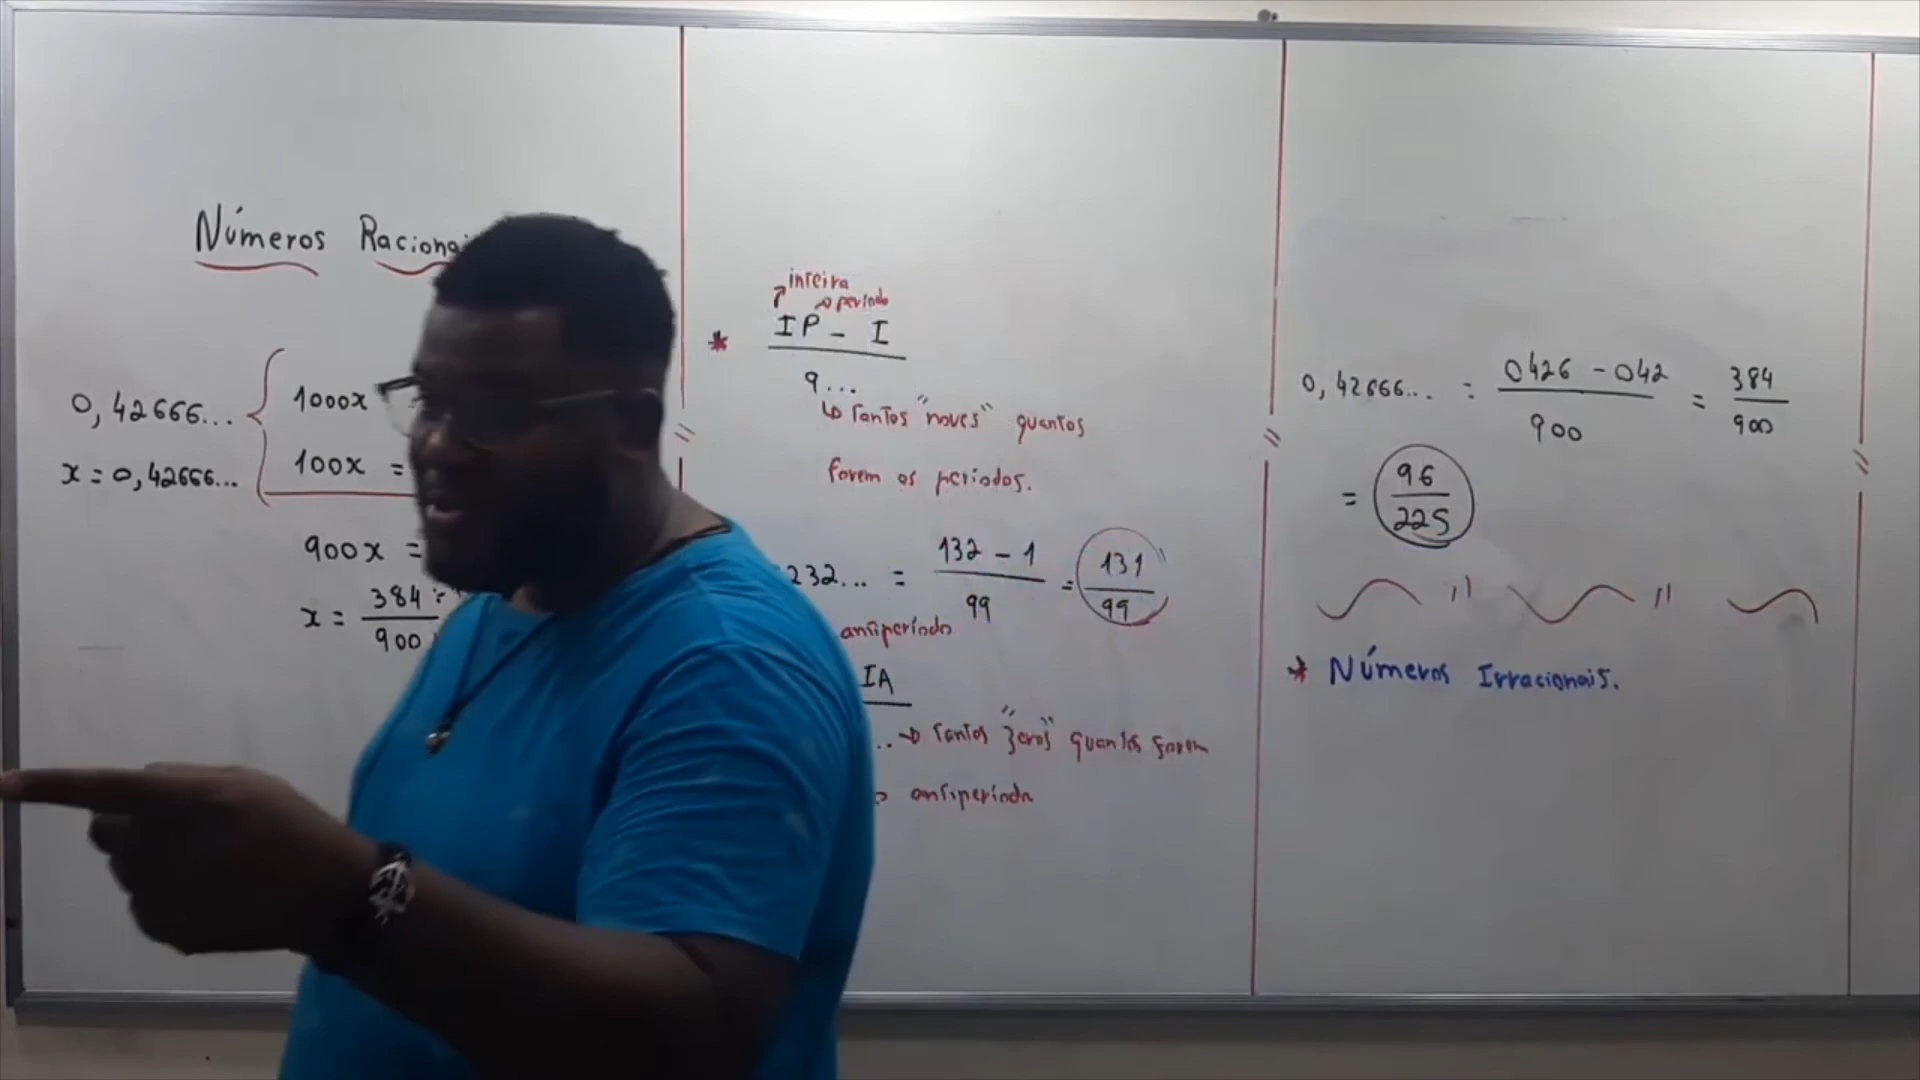 Números Raciona
0,42666...
1000x
x = 0,42666...
100x =
900x =
x = 384 ÷
900
inteira
período
* IP - I
9...
↳ Tantos "noves" quantos
forem os períodos.
232... = 132 - 1 = 131
99 99
antiperíodo
IA
.. → Tantos "zeros" quantos forem
o antiperíodo
0,42666... = 0426 - 042 = 384
900 900
= 96
225
* Números Irracionais.